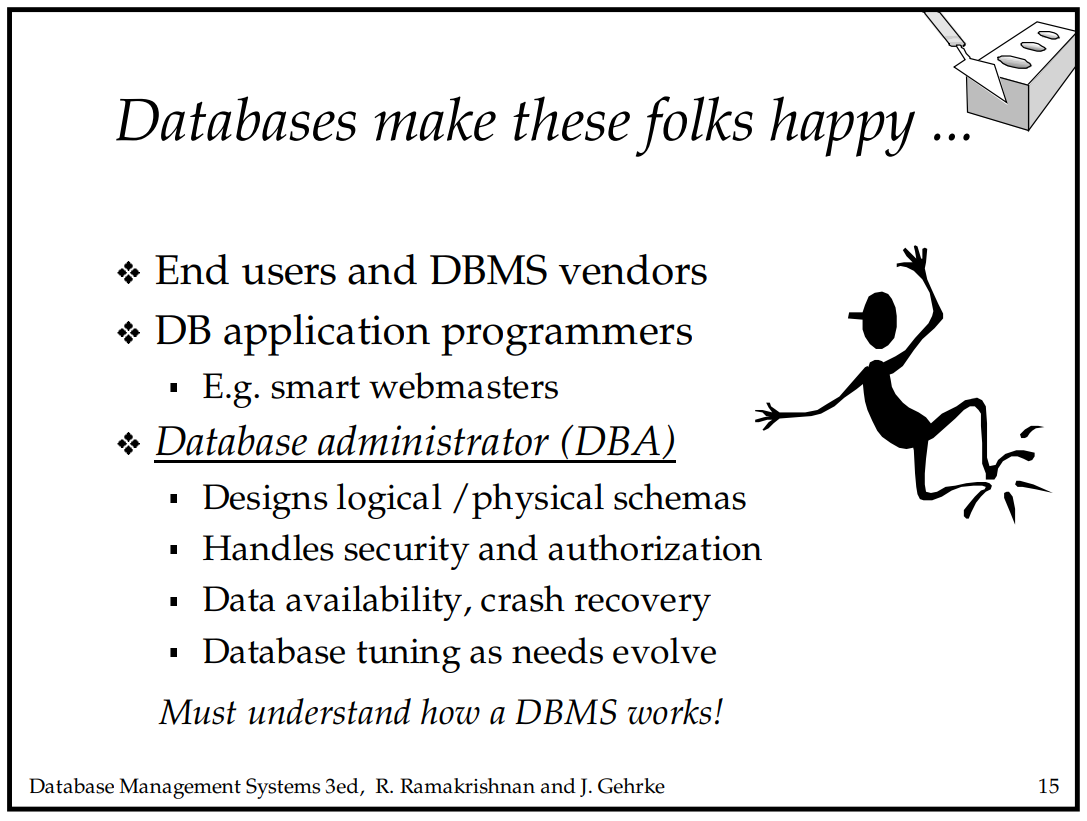 Databases make these folks happy ...
❖ End users and DBMS vendors
❖ DB application programmers
▪ E.g. smart webmasters
❖ Database administrator (DBA)
▪ Designs logical /physical schemas
▪ Handles security and authorization
▪ Data availability, crash recovery
▪ Database tuning as needs evolve
Must understand how a DBMS works!
Database Management Systems 3ed, R. Ramakrishnan and J. Gehrke 15